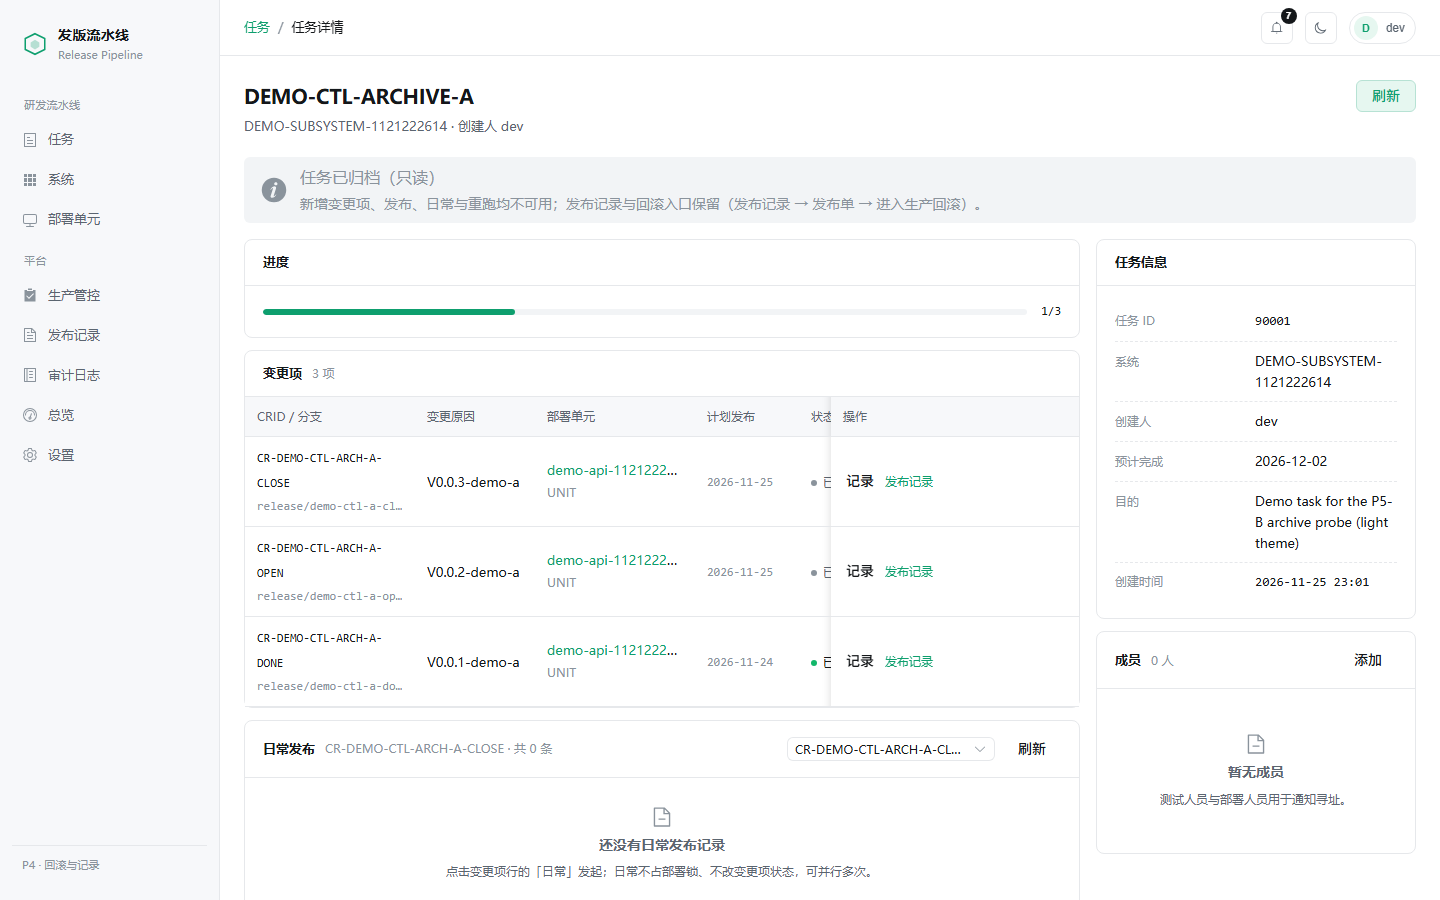 发版流水线
Release Pipeline
研发流水线
任务
系统
部署单元
平台
生产管控
发布记录
审计日志
总览
设置
P4 · 回滚与记录
任务 / 任务详情
7
D dev
DEMO-CTL-ARCHIVE-A
DEMO-SUBSYSTEM-1121222614 · 创建人 dev
刷新
任务已归档（只读）
新增变更项、发布、日常与重跑均不可用；发布记录与回滚入口保留（发布记录 → 发布单 → 进入生产回滚）。
进度
1/3
变更项 3 项
CRID / 分支 变更原因 部署单元 计划发布 状态 操作
CR-DEMO-CTL-ARCH-A-
CLOSE
release/demo-ctl-a-cl…
V0.0.3-demo-a
demo-api-1121222...
UNIT
2026-11-25
记录 发布记录
CR-DEMO-CTL-ARCH-A-
OPEN
release/demo-ctl-a-op…
V0.0.2-demo-a
demo-api-1121222...
UNIT
2026-11-25
记录 发布记录
CR-DEMO-CTL-ARCH-A-
DONE
release/demo-ctl-a-do…
V0.0.1-demo-a
demo-api-1121222...
UNIT
2026-11-24
记录 发布记录
日常发布 CR-DEMO-CTL-ARCH-A-CLOSE · 共 0 条
CR-DEMO-CTL-ARCH-A-CL...
刷新
还没有日常发布记录
点击变更项行的「日常」发起；日常不占部署锁、不改变更项状态，可并行多次。
任务信息
任务 ID 90001
系统 DEMO-SUBSYSTEM-
1121222614
创建人 dev
预计完成 2026-12-02
目的 Demo task for the P5-
B archive probe (light
theme)
创建时间 2026-11-25 23:01
成员 0 人
添加
暂无成员
测试人员与部署人员用于通知寻址。